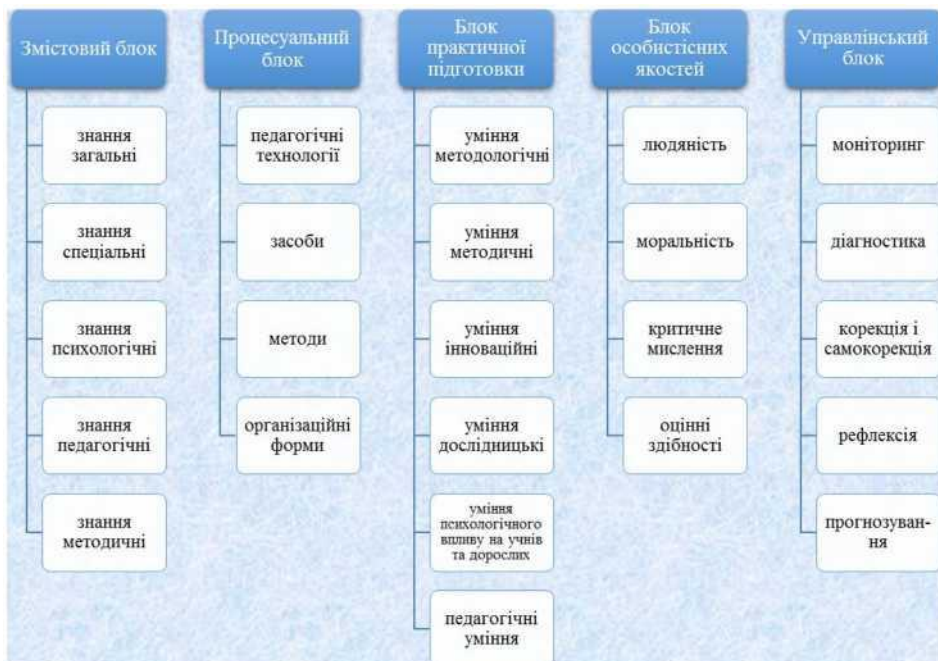 Змістовий блок
знання
загальні
знання
спеціальні
знання
психологічні
знання
педагогічні
знання
методичні
Процесуальний
блок
педагогічні
технології
засоби
методи
організаційні
форми
Блок
практичної
підготовки
уміння
методологічні
уміння
методичні
уміння
інноваційні
уміння
дослідницькі
уміння
психологічного
впливу на учнів
та дорослих
педагогічні
уміння
Блок
особистісних
якостей
людяність
моральність
критичне
мислення
оцінні
здібності
Управлінський
блок
моніторинг
діагностика
корекція і
самокорекція
рефлексія
прогнозуван-
ня